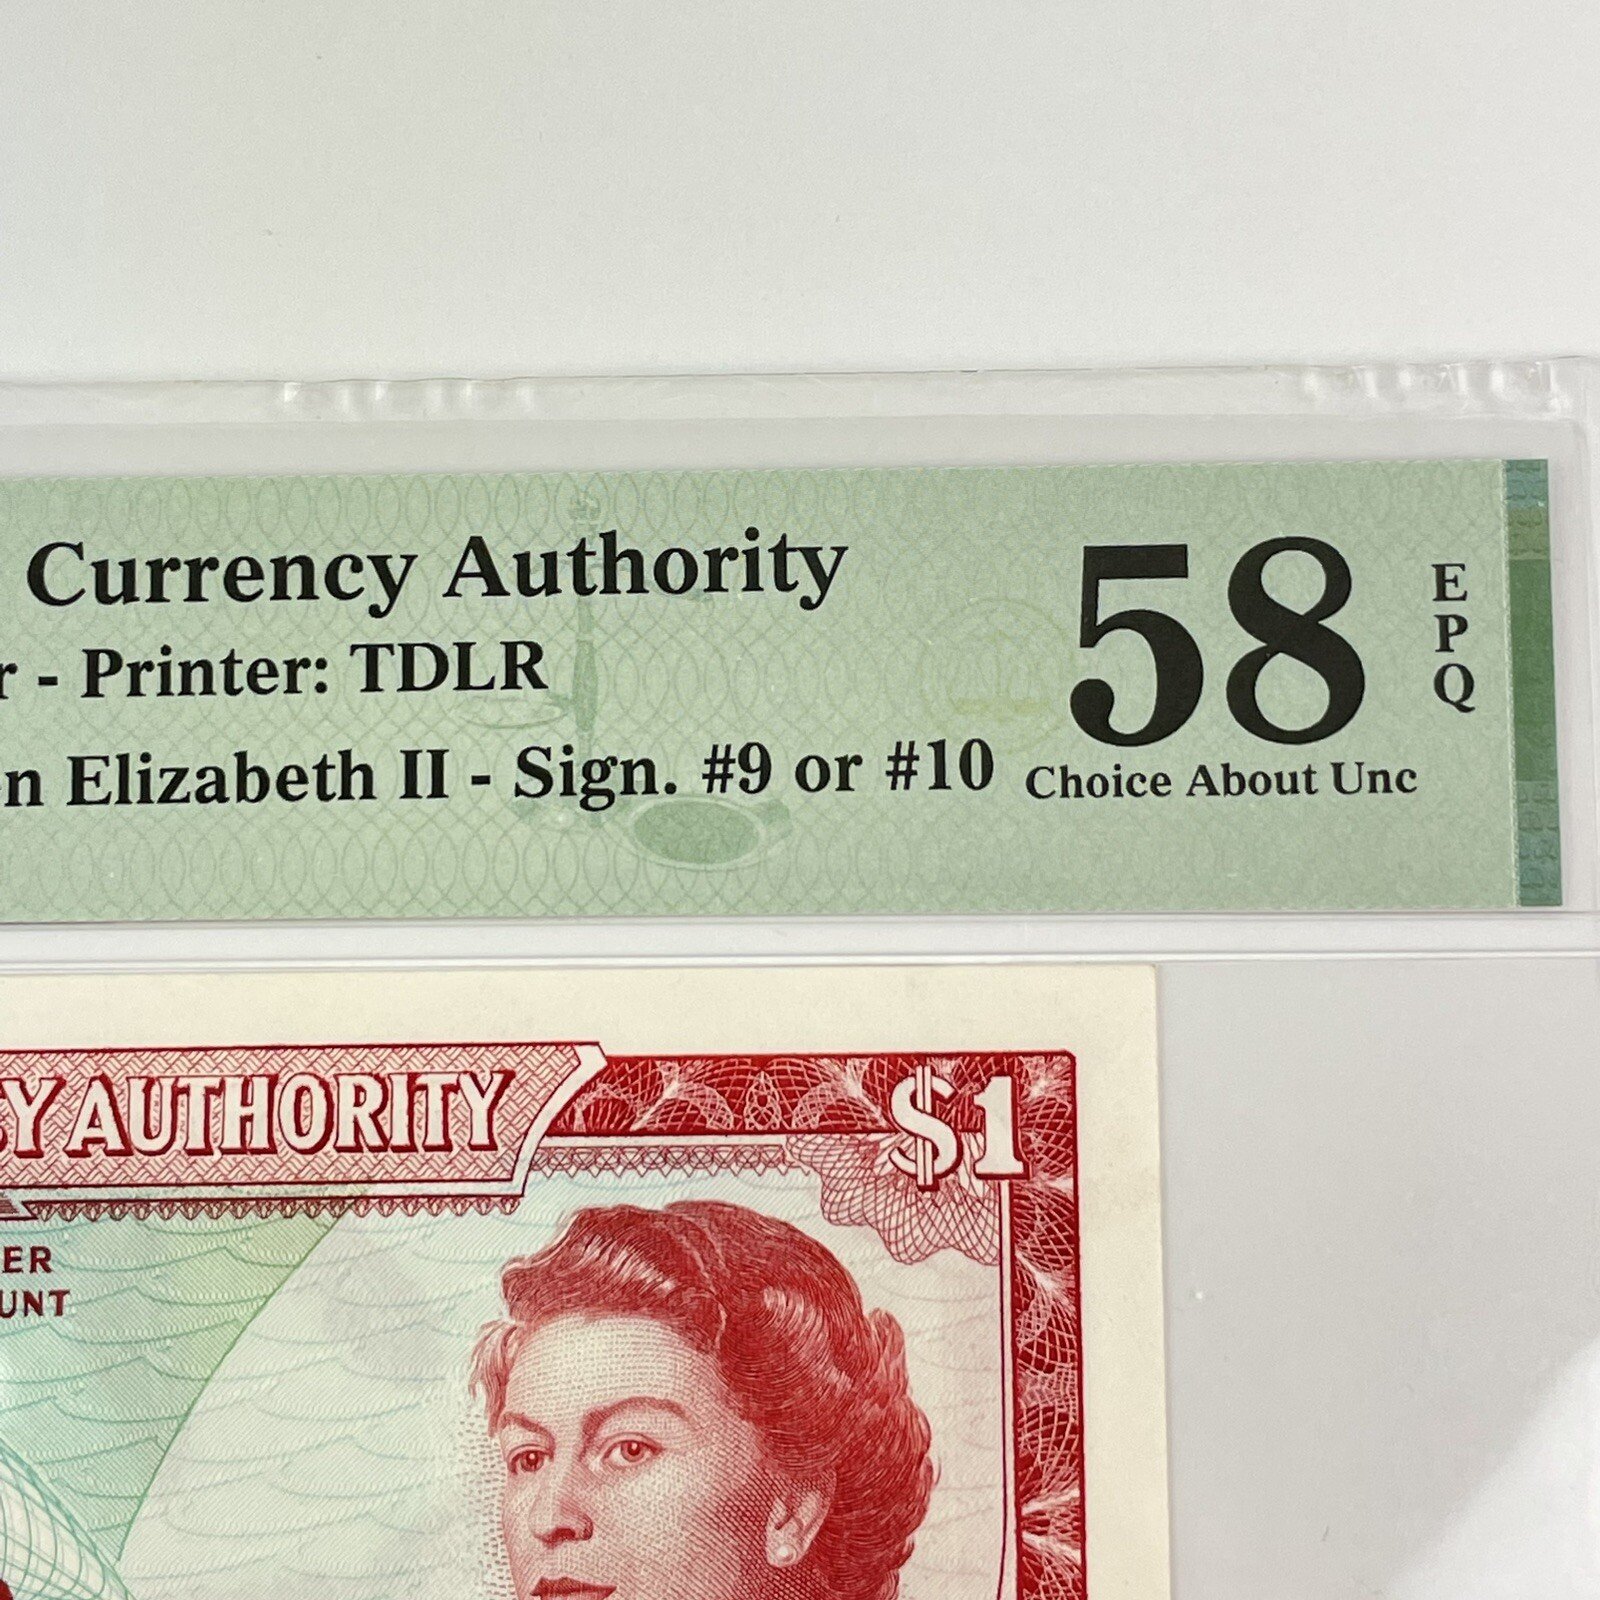 Currency Authority
r - Printer: TDLR
n Elizabeth II - Sign. #9 or #10
58
EPQ
Choice About Unc
Y AUTHORITY
$1
ER
UNT